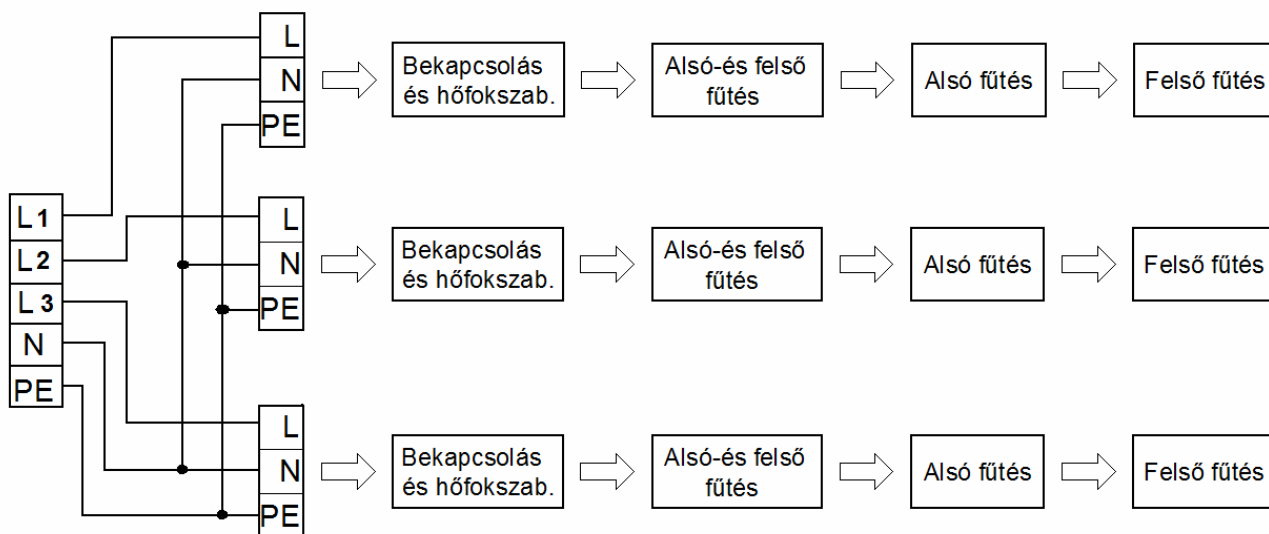 L
N
PE
Bekapcsolás
és hőfokszab.
Alsó-és felső
fűtés
Alsó fűtés
Felső fűtés
L1
L2
L3
N
PE
L
N
PE
Bekapcsolás
és hőfokszab.
Alsó-és felső
fűtés
Alsó fűtés
Felső fűtés
L
N
PE
Bekapcsolás
és hőfokszab.
Alsó-és felső
fűtés
Alsó fűtés
Felső fűtés